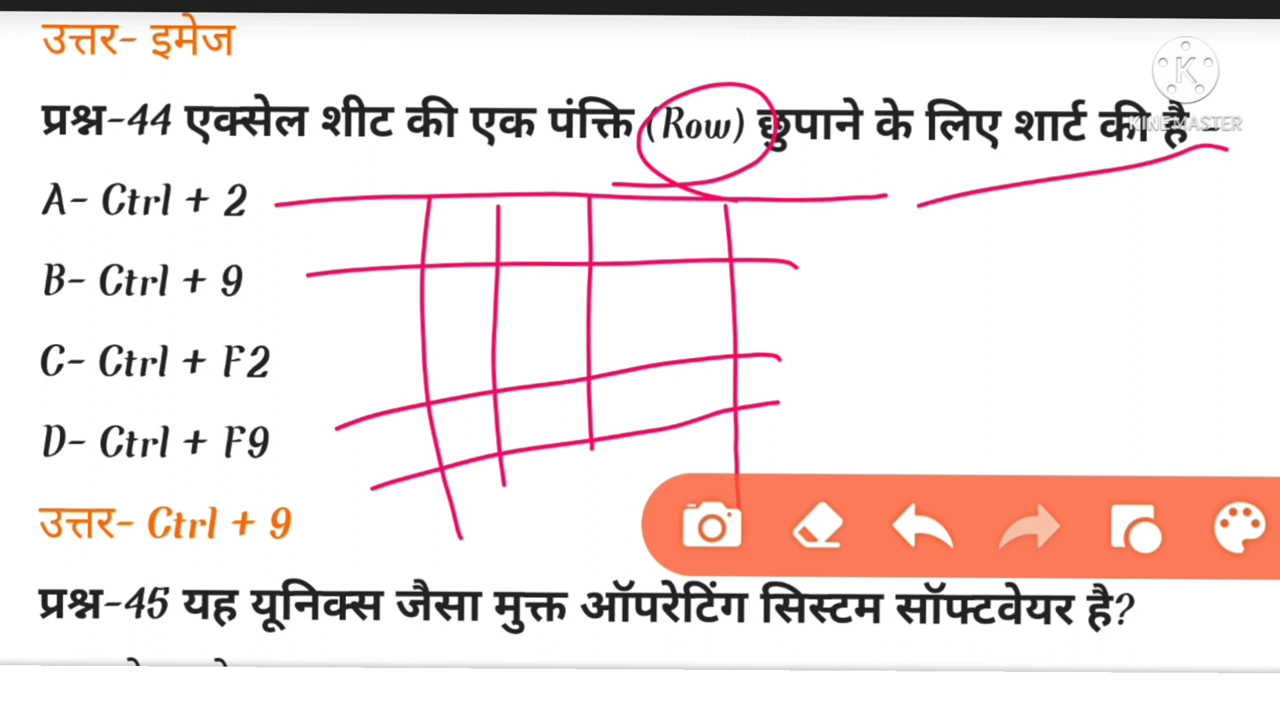 उत्तर- इमेज
प्रश्न-44 एक्सेल शीट की एक पंक्ति (Row) छुपाने के लिए शार्ट की है -
K
KINEMASTER
A- Ctrl + 2
B- Ctrl + 9
C- Ctrl + F2
D- Ctrl + F9
उत्तर- Ctrl + 9
प्रश्न-45 यह यूनिक्स जैसा मुक्त ऑपरेटिंग सिस्टम सॉफ्टवेयर है?